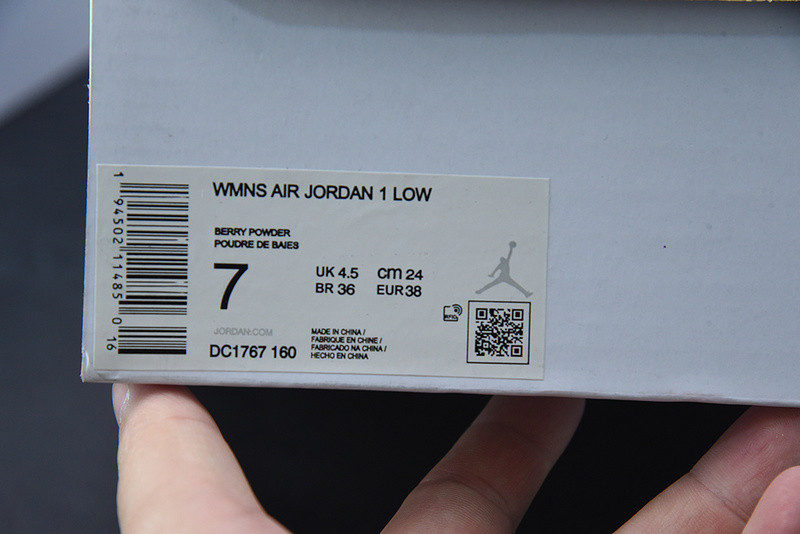 WMNS AIR JORDAN 1 LOW
BERRY POWDER
POUDRE DE BAIES
7
UK 4.5 cm 24
BR 36 EUR 38
JORDAN.COM
DC1767 160
MADE IN CHINA /
FABRIQUE EN CHINE /
FABRICADO NA CHINA /
HECHO EN CHINA
RFID
1 94502 11485 0 16